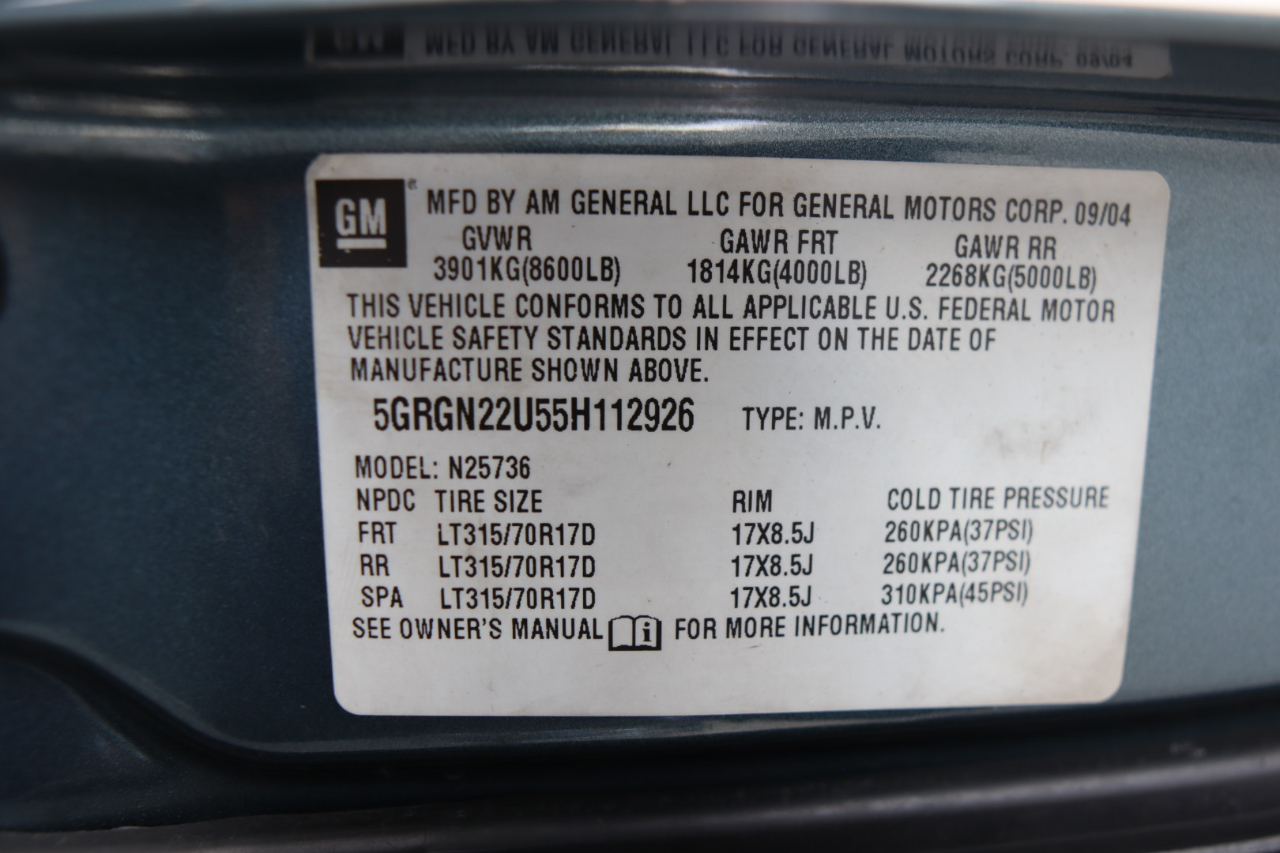 GM
MFD BY AM GENERAL LLC FOR GENERAL MOTORS CORP. 09/04
GVWR GAWR FRT GAWR RR
3901KG(8600LB) 1814KG(4000LB) 2268KG(5000LB)
THIS VEHICLE CONFORMS TO ALL APPLICABLE U.S. FEDERAL MOTOR
VEHICLE SAFETY STANDARDS IN EFFECT ON THE DATE OF
MANUFACTURE SHOWN ABOVE.
5GRGN22U55H112926 TYPE: M.P.V.
MODEL: N25736
NPDC TIRE SIZE RIM COLD TIRE PRESSURE
FRT LT315/70R17D 17X8.5J 260KPA(37PSI)
RR LT315/70R17D 17X8.5J 260KPA(37PSI)
SPA LT315/70R17D 17X8.5J 310KPA(45PSI)
SEE OWNER'S MANUAL i FOR MORE INFORMATION.